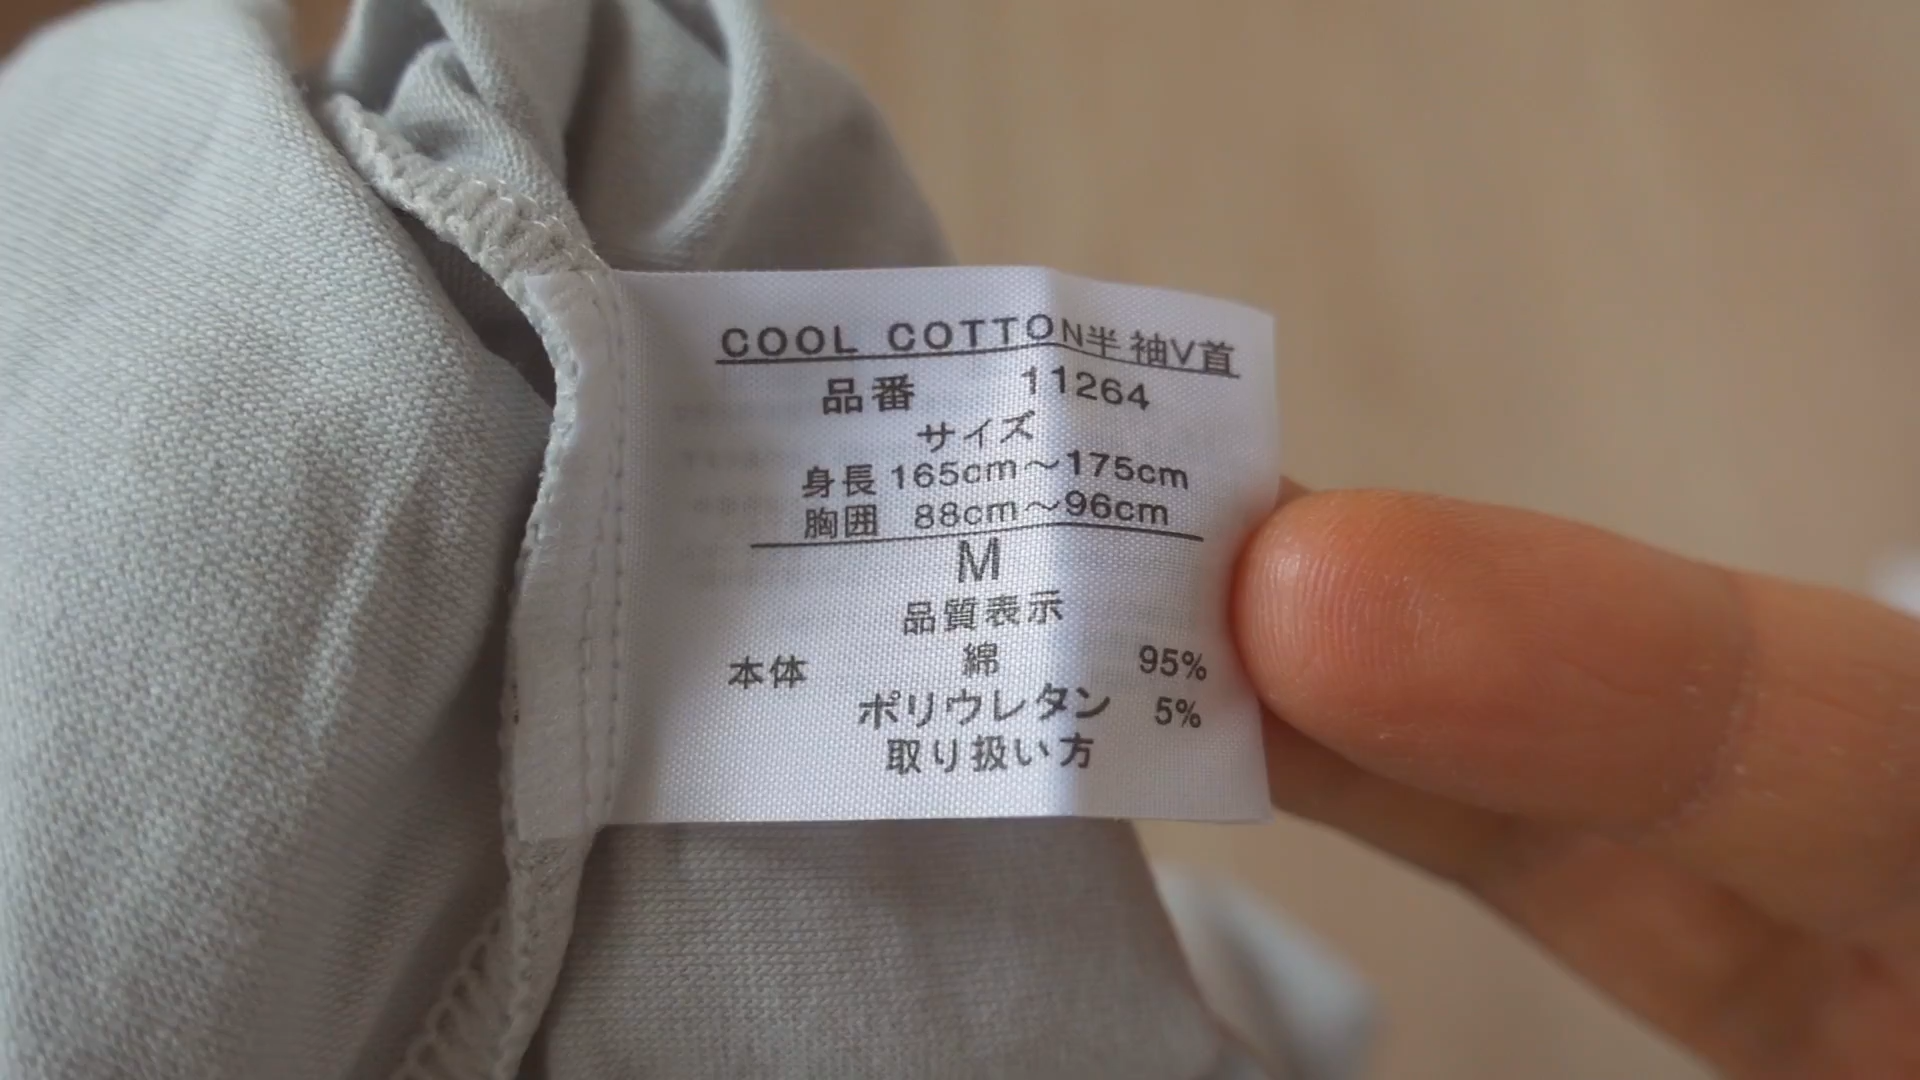 COOL COTTON半袖V首
品番 11264
サイズ
身長 165cm～175cm
胸囲 88cm～96cm
M
品質表示
本体 綿 95%
ポリウレタン 5%
取り扱い方